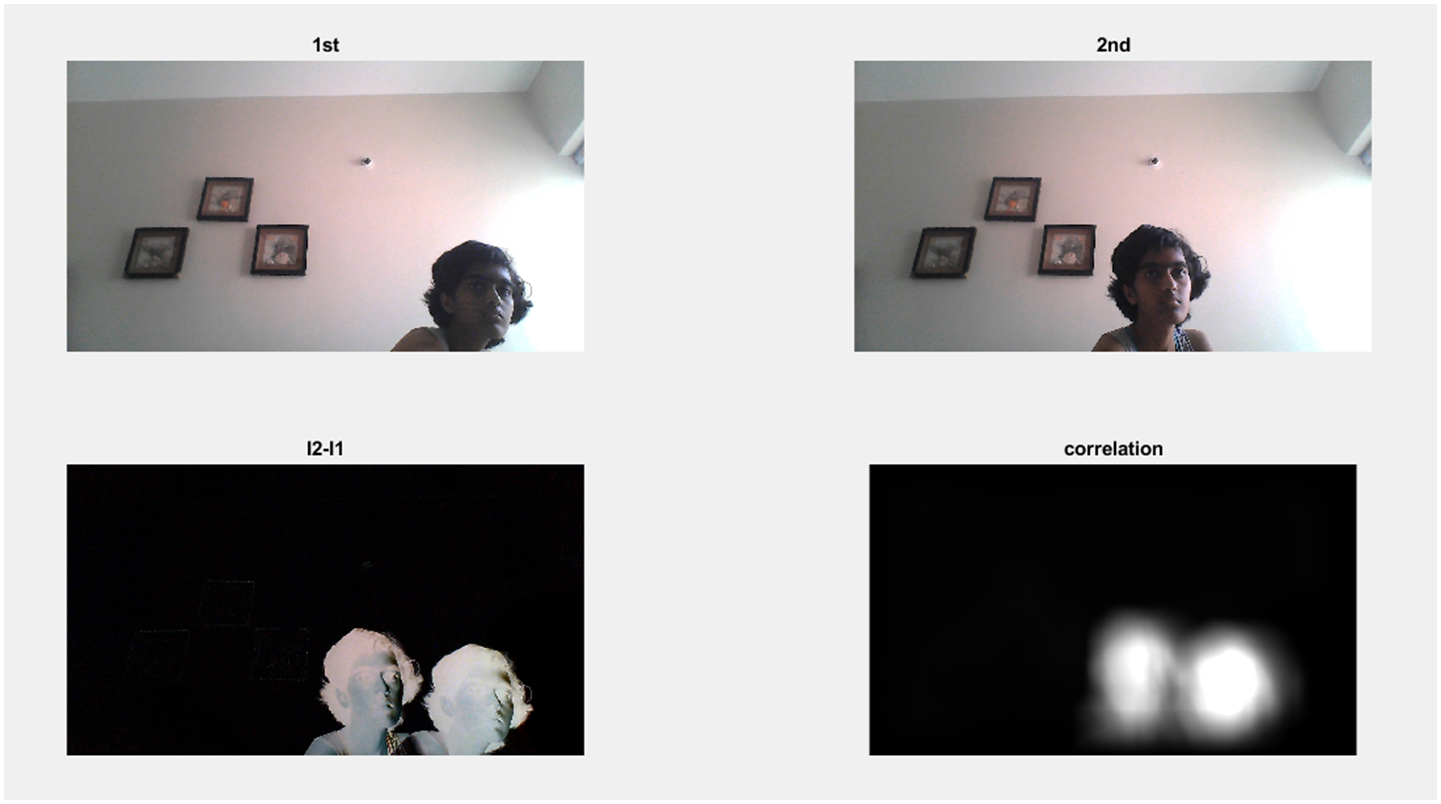 1st
2nd
I2-I1
correlation